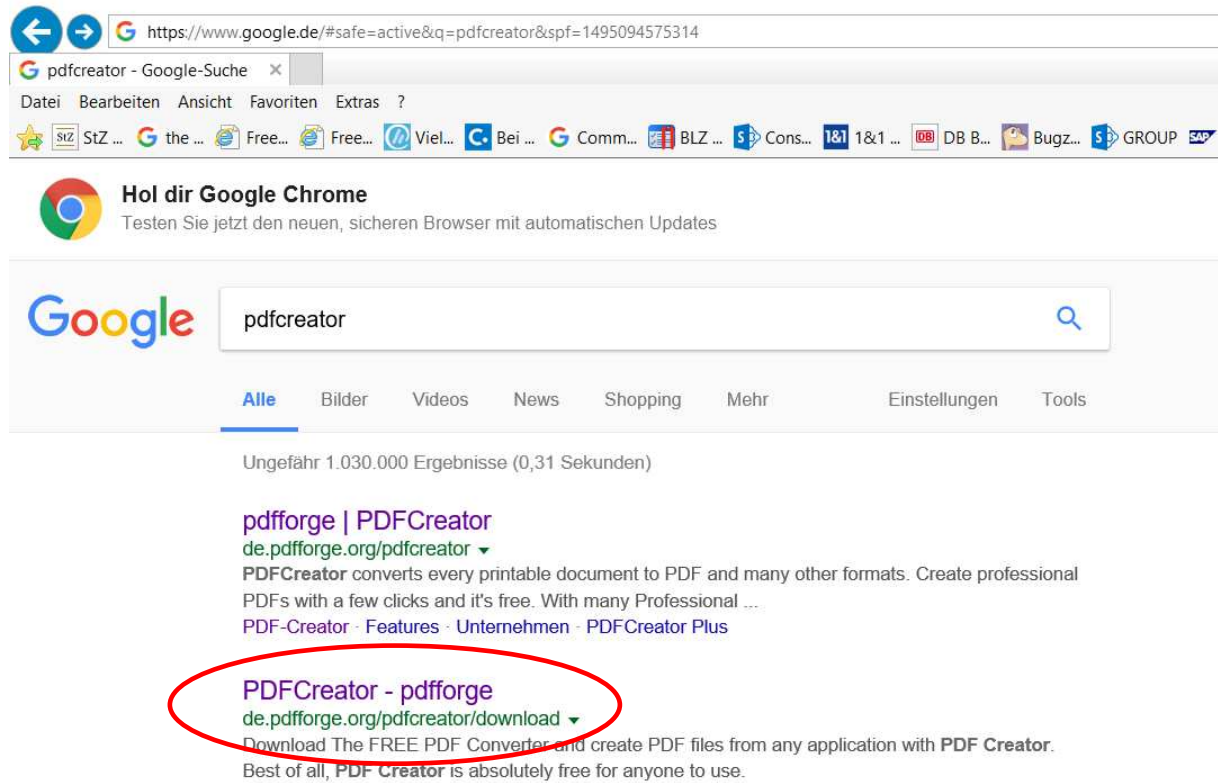 https://www.google.de/#safe=active&q=pdfcreator&spf=1495094575314
pdfcreator - Google-Suche ×
Datei Bearbeiten Ansicht Favoriten Extras ?
StZ StZ ... the ... Free... Free... Viel... C. Bei ... Comm... BLZ ... S Cons... 1&1 1&1 ... DB DB B... Bugz... S GROUP SAP
Hol dir Google Chrome
Testen Sie jetzt den neuen, sicheren Browser mit automatischen Updates
Google pdfcreator
Alle Bilder Videos News Shopping Mehr Einstellungen Tools
Ungefähr 1.030.000 Ergebnisse (0,31 Sekunden)
pdfforge | PDFCreator
de.pdfforge.org/pdfcreator
PDFCreator converts every printable document to PDF and many other formats. Create professional
PDFs with a few clicks and it's free. With many Professional ...
PDF-Creator · Features · Unternehmen · PDFCreator Plus
PDFCreator - pdfforge
de.pdfforge.org/pdfcreator/download
Download The FREE PDF Converter and create PDF files from any application with PDF Creator.
Best of all, PDF Creator is absolutely free for anyone to use.